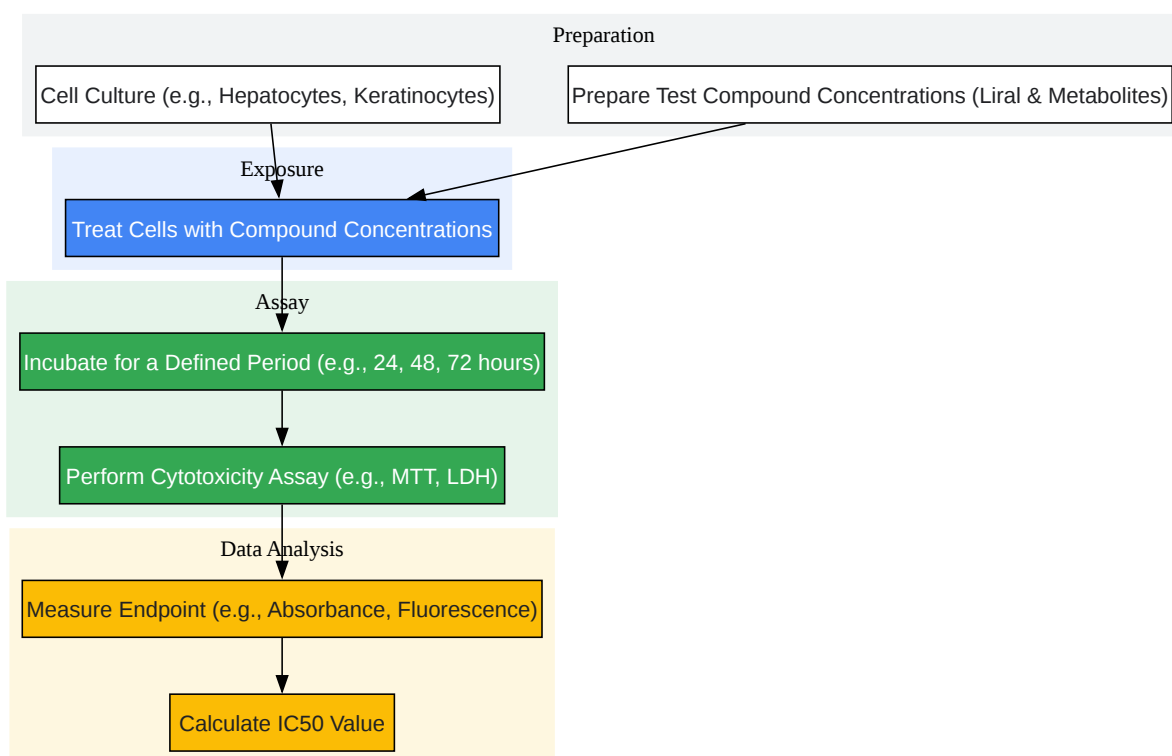 Preparation
Cell Culture (e.g., Hepatocytes, Keratinocytes)
Prepare Test Compound Concentrations (Liral & Metabolites)
Exposure
Treat Cells with Compound Concentrations
Assay
Incubate for a Defined Period (e.g., 24, 48, 72 hours)
Perform Cytotoxicity Assay (e.g., MTT, LDH)
Data Analysis
Measure Endpoint (e.g., Absorbance, Fluorescence)
Calculate IC50 Value